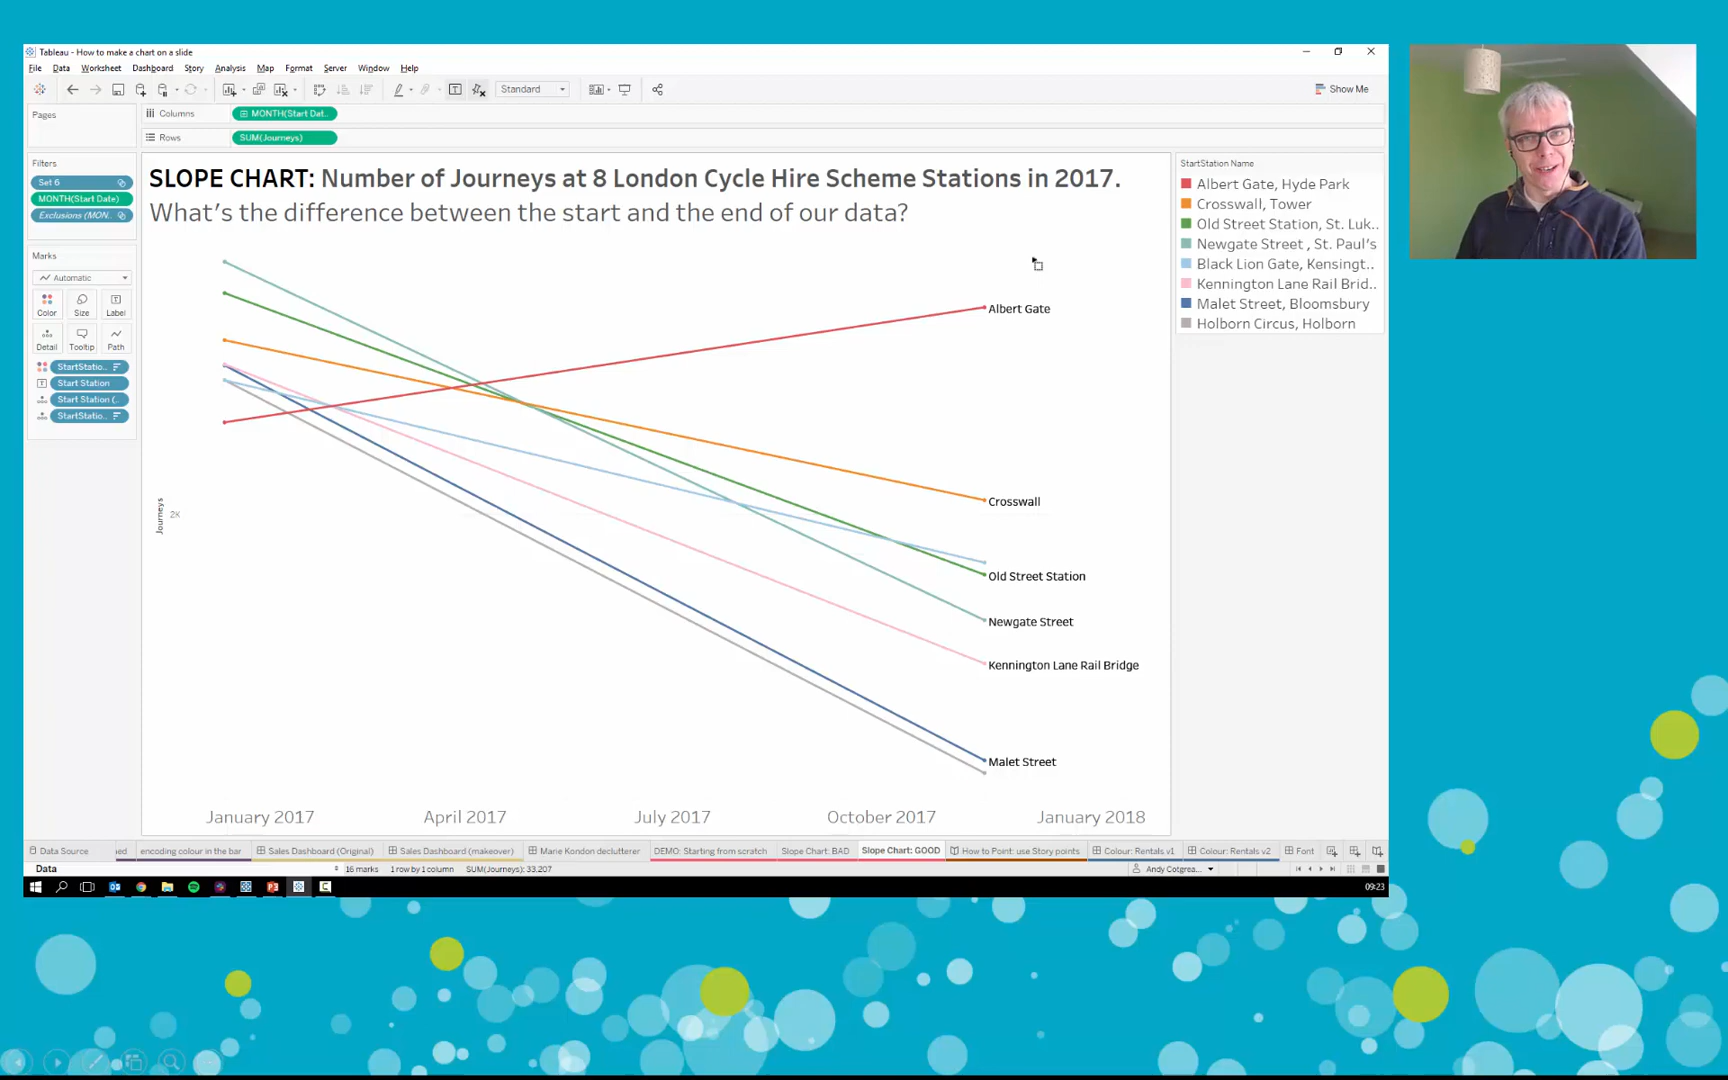 Tableau - How to make a chart on a slide
File Data Worksheet Dashboard Story Analysis Map Format Server Window Help
Standard
Show Me
Pages
Columns
MONTH(Start Dat..
Rows
SUM(Journeys)
Filters
Set 6
MONTH(Start Date)
Exclusions (MON..
Marks
Automatic
Color Size Label
Detail Tooltip Path
StartStatio..
Start Station
Start Station (..
StartStatio..
SLOPE CHART: Number of Journeys at 8 London Cycle Hire Scheme Stations in 2017.
What's the difference between the start and the end of our data?
StartStation Name
Albert Gate, Hyde Park
Crosswall, Tower
Old Street Station, St. Luk..
Newgate Street , St. Paul's
Black Lion Gate, Kensingt..
Kennington Lane Rail Brid..
Malet Street, Bloomsbury
Holborn Circus, Holborn
Albert Gate
Crosswall
Old Street Station
Newgate Street
Kennington Lane Rail Bridge
Malet Street
Journeys
2K
January 2017 April 2017 July 2017 October 2017 January 2018
Data Source
encoding colour in the bar
Sales Dashboard (Original)
Sales Dashboard (makeover)
Marie Kondon declutterer
DEMO: Starting from scratch
Slope Chart: BAD
Slope Chart: GOOD
How to Point: use Story points
Colour: Rentals v1
Colour: Rentals v2
Font
Data
16 marks 1 row by 1 column SUM(Journeys): 33,207
Andy Cotgrea...
09:23